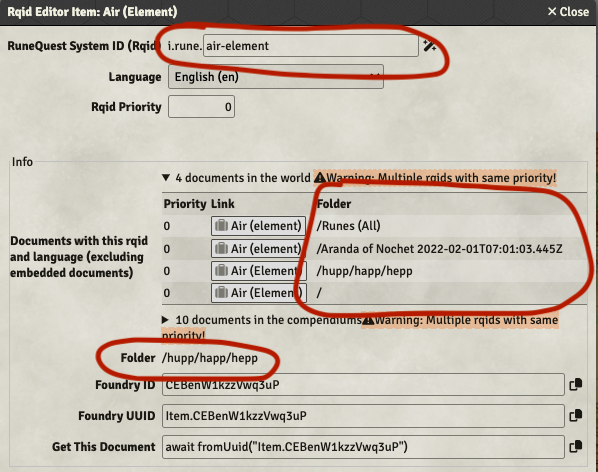 Rqid Editor Item: Air (Element)
✕ Close
RuneQuest System ID (Rqid) i.rune. air-element
Language English (en)
Rqid Priority 0
Info
▼ 4 documents in the world ⚠Warning: Multiple rqids with same priority!
Priority Link Folder
0 Air (element) /Runes (All)
0 Air (element) /Aranda of Nochet 2022-02-01T07:01:03.445Z
0 Air (Element) /hupp/happ/hepp
0 Air (Element) /
Documents with this rqid
and language (excluding
embedded documents)
▶ 10 documents in the compendiums⚠Warning: Multiple rqids with same
priority!
Folder /hupp/happ/hepp
Foundry ID CEBenW1kzzVwq3uP
Foundry UUID Item.CEBenW1kzzVwq3uP
Get This Document await fromUuid("Item.CEBenW1kzzVwq3uP")